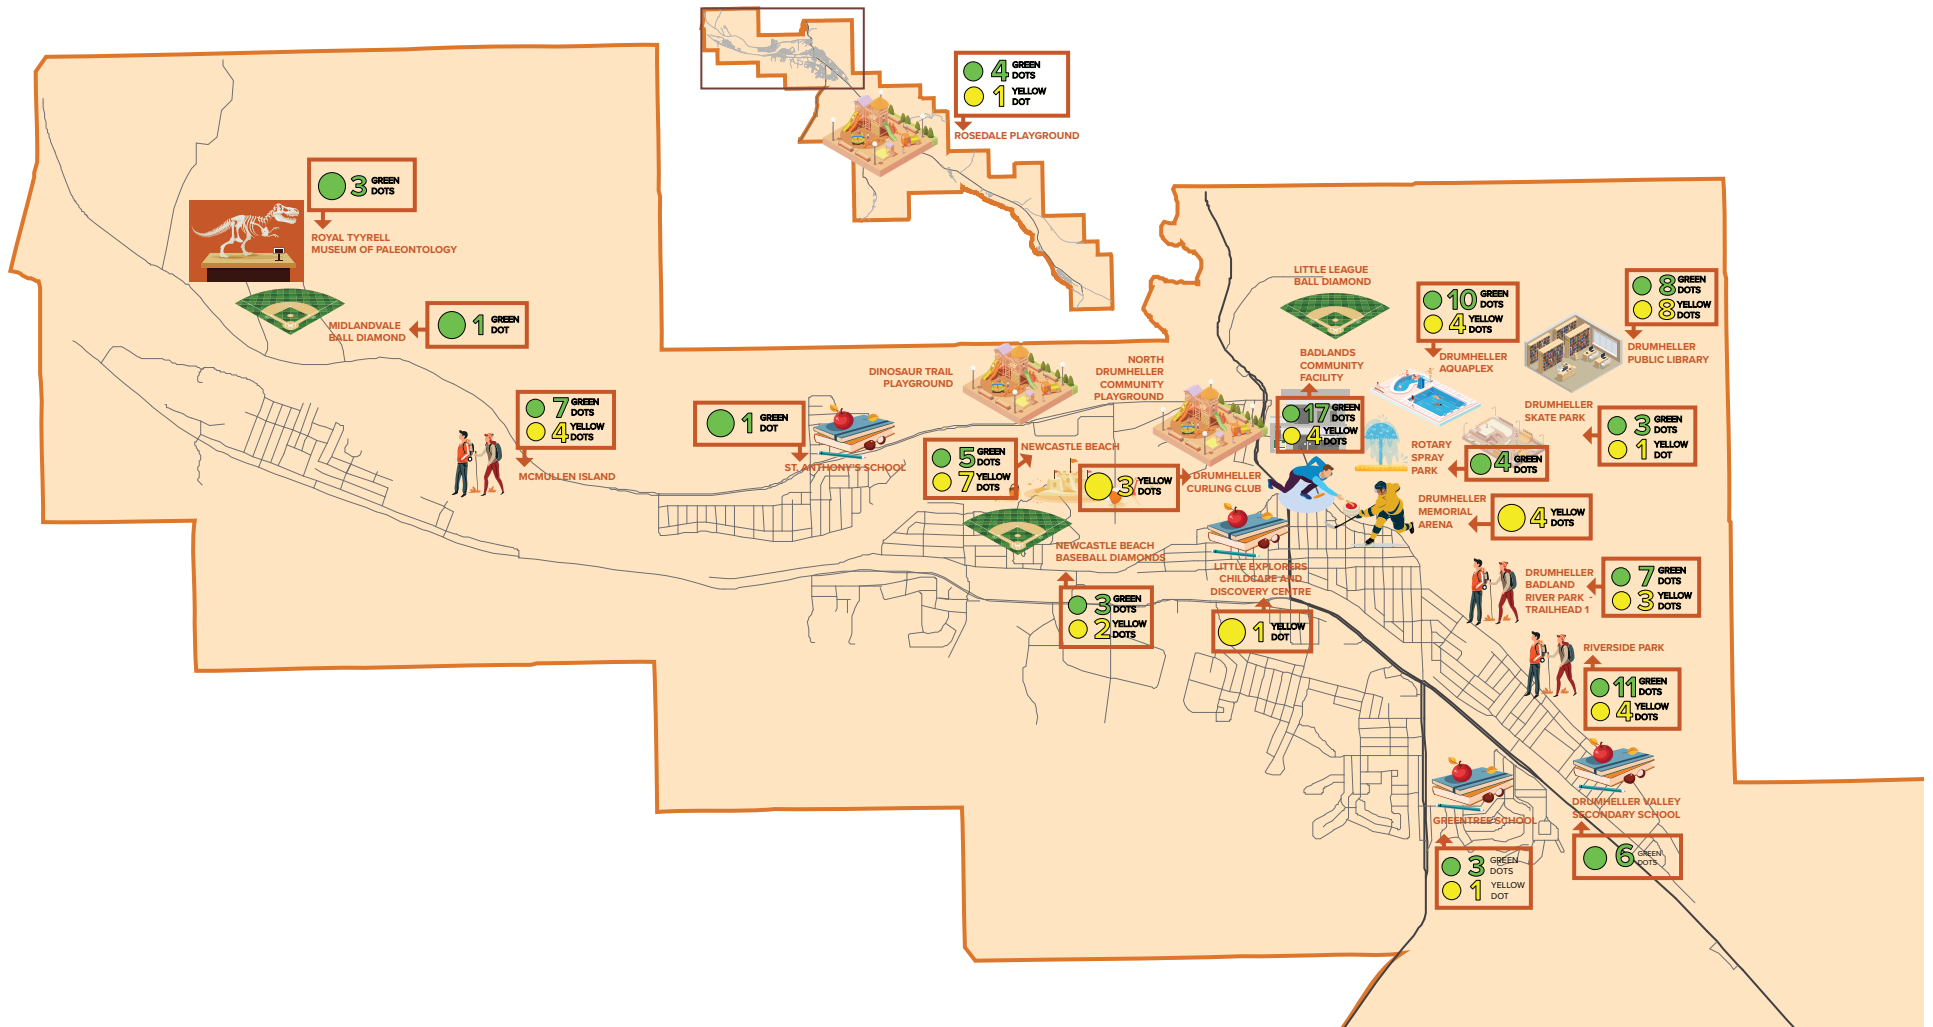 4 GREEN
DOTS
1 YELLOW
DOT
ROSEDALE PLAYGROUND
3 GREEN
DOTS
ROYAL TYYRELL
MUSEUM OF PALEONTOLOGY
1 GREEN
DOT
MIDLANDVALE
BALL DIAMOND
7 GREEN
DOTS
4 YELLOW
DOTS
MCMULLEN ISLAND
1 GREEN
DOT
ST. ANTHONY'S SCHOOL
DINOSAUR TRAIL
PLAYGROUND
NORTH
DRUMHELLER
COMMUNITY
PLAYGROUND
5 GREEN
DOTS
7 YELLOW
DOTS
NEWCASTLE BEACH
3 YELLOW
DOTS
DRUMHELLER
CURLING CLUB
NEWCASTLE BEACH
BASEBALL DIAMONDS
3 GREEN
DOTS
2 YELLOW
DOTS
LITTLE EXPLORERS
CHILDCARE AND
DISCOVERY CENTRE
1 YELLOW
DOT
LITTLE LEAGUE
BALL DIAMOND
BADLANDS
COMMUNITY
FACILITY
17 GREEN
DOTS
4 YELLOW
DOTS
10 GREEN
DOTS
4 YELLOW
DOTS
DRUMHELLER
AQUAPLEX
8 GREEN
DOTS
8 YELLOW
DOTS
DRUMHELLER
PUBLIC LIBRARY
DRUMHELLER
SKATE PARK
3 GREEN
DOTS
1 YELLOW
DOT
ROTARY
SPRAY
PARK
4 GREEN
DOTS
DRUMHELLER
MEMORIAL
ARENA
4 YELLOW
DOTS
DRUMHELLER
BADLAND
RIVER PARK -
TRAILHEAD 1
7 GREEN
DOTS
3 YELLOW
DOTS
RIVERSIDE PARK
11 GREEN
DOTS
4 YELLOW
DOTS
DRUMHELLER VALLEY
SECONDARY SCHOOL
6 GREEN
DOTS
GREENTREE SCHOOL
3 GREEN
DOTS
1 YELLOW
DOT